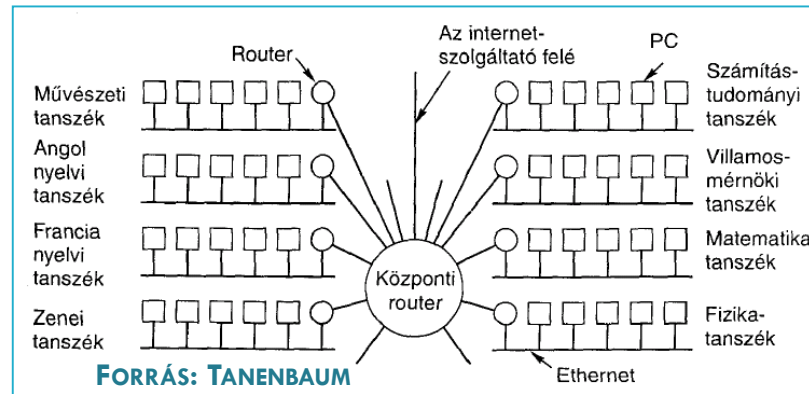 Router
Az internet-
szolgáltató felé
PC
Művészeti
tanszék
Angol
nyelvi
tanszék
Francia
nyelvi
tanszék
Zenei
tanszék
Központi
router
Számítás-
tudományi
tanszék
Villamos-
mérnöki
tanszék
Matematika
tanszék
Fizika-
tanszék
Ethernet
FORRÁS: TANENBAUM